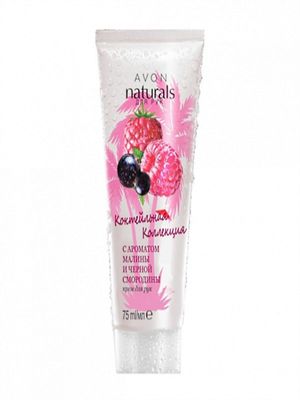 AVON
naturals
ДЛЯ РУК
Коктейльная
Коллекция
С АРОМАТОМ
МАЛИНЫ
И ЧЕРНОЙ
СМОРОДИНЫ
крем для рук
75 ml/мл e